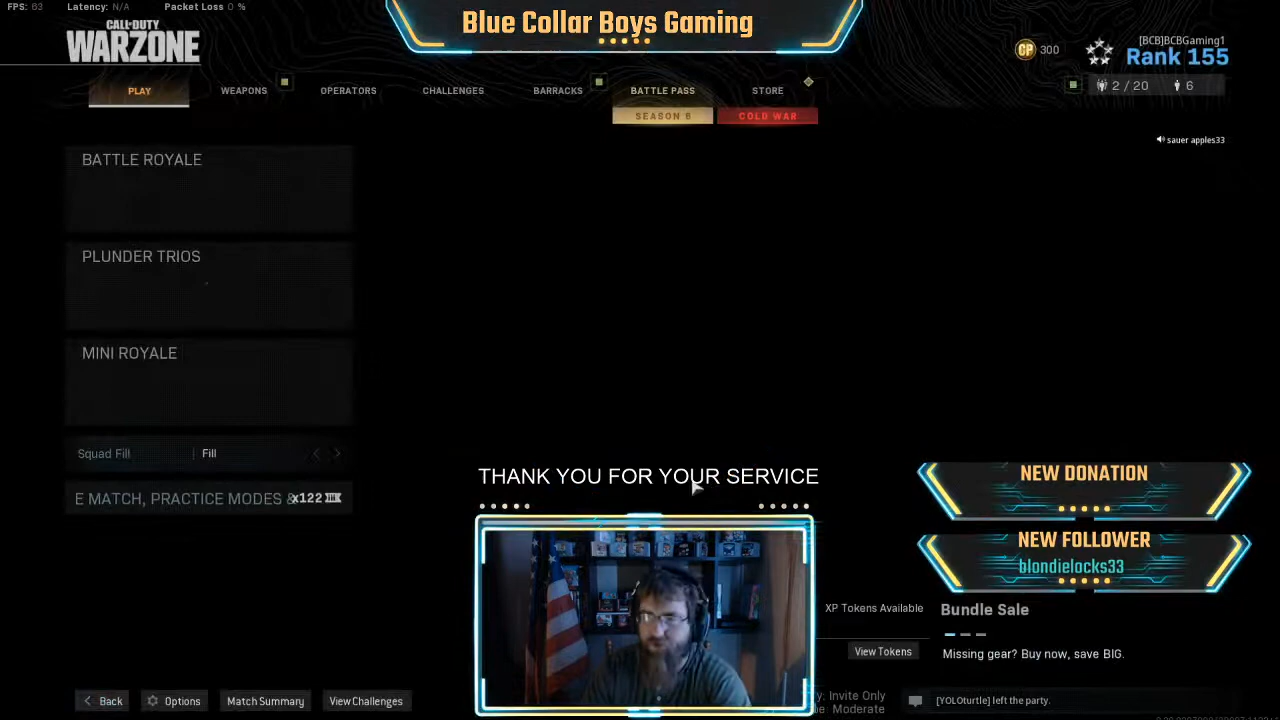 FPS: 63 Latency: N/A Packet Loss 0 %
Blue Collar Boys Gaming
CALL OF DUTY
WARZONE
CP 300
[BCB]BCBGaming1
Rank 155
2 / 20 6
PLAY WEAPONS OPERATORS CHALLENGES BARRACKS BATTLE PASS STORE
SEASON 6 COLD WAR
sauer apples33
BATTLE ROYALE
PLUNDER TRIOS
MINI ROYALE
Squad Fill Fill
E MATCH, PRACTICE MODES & x122
THANK YOU FOR YOUR SERVICE
NEW DONATION
NEW FOLLOWER
blondielocks33
XP Tokens Available
View Tokens
Bundle Sale
Missing gear? Buy now, save BIG.
Back Options Match Summary View Challenges
y: Invite Only
Moderate
[YOLOturtle] left the party.